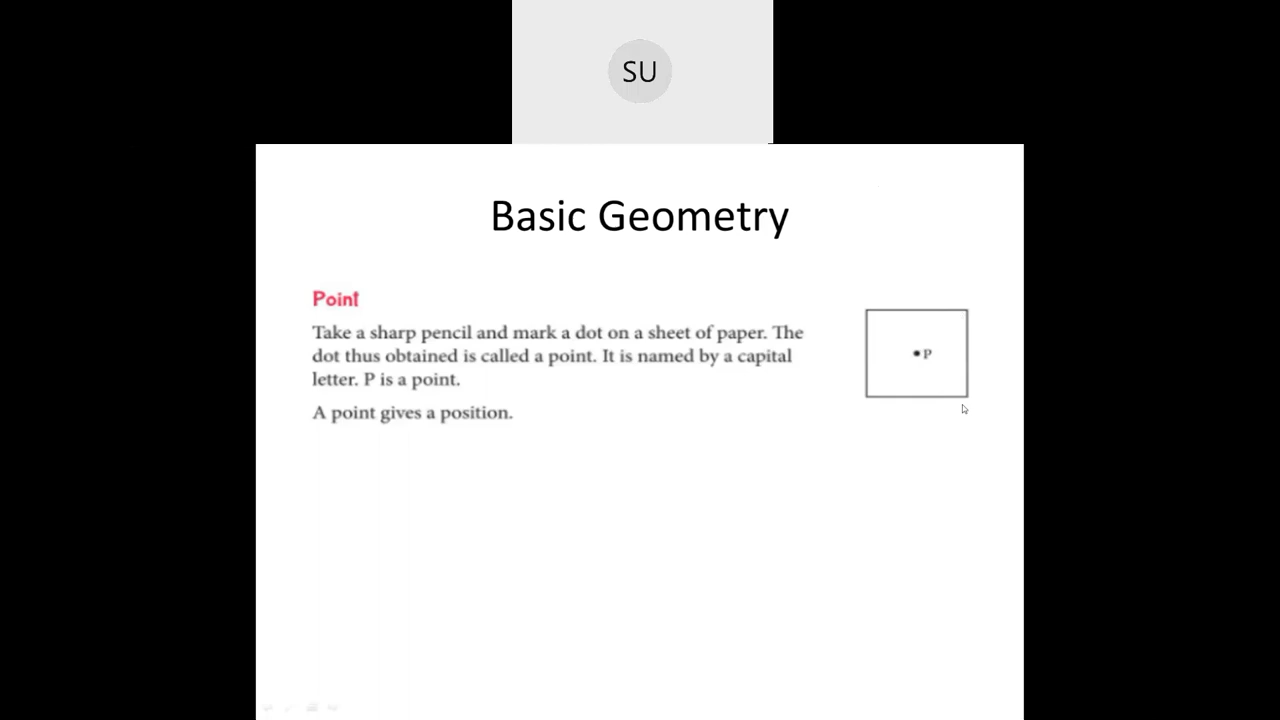 SU
Basic Geometry
Point
Take a sharp pencil and mark a dot on a sheet of paper. The
dot thus obtained is called a point. It is named by a capital
letter. P is a point.
A point gives a position.
P